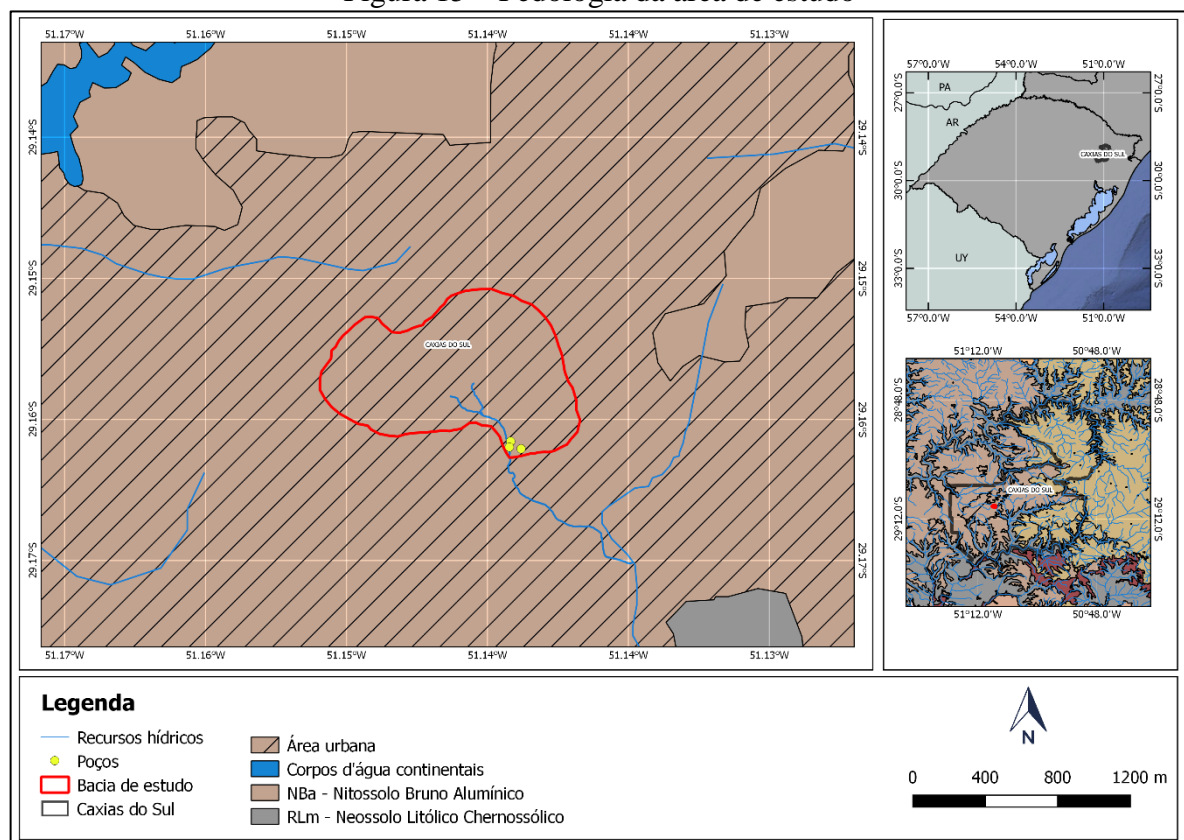 Figura 15 – Pedologia da área de estudo
51.17°W 51.16°W 51.15°W 51.14°W 51.14°W 51.13°W
29.14°S 29.14°S
29.15°S 29.15°S
CAXIAS DO SUL
29.16°S 29.16°S
29.17°S 29.17°S
51.17°W 51.16°W 51.15°W 51.14°W 51.14°W 51.13°W
57°0.0'W 54°0.0'W 51°0.0'W
27°0.0'S 27°0.0'S
PA
AR
CAXIAS DO SUL
30°0.0'S 30°0.0'S
UY
33°0.0'S 33°0.0'S
57°0.0'W 54°0.0'W 51°0.0'W
51°12.0'W 50°48.0'W
28°48.0'S 28°48.0'S
CAXIAS DO SUL
29°12.0'S 29°12.0'S
51°12.0'W 50°48.0'W
Legenda
Recursos hídricos
Poços
Bacia de estudo
Caxias do Sul
Área urbana
Corpos d'água continentais
NBa - Nitossolo Bruno Alumínico
RLm - Neossolo Litólico Chernossólico
N
0 400 800 1200 m